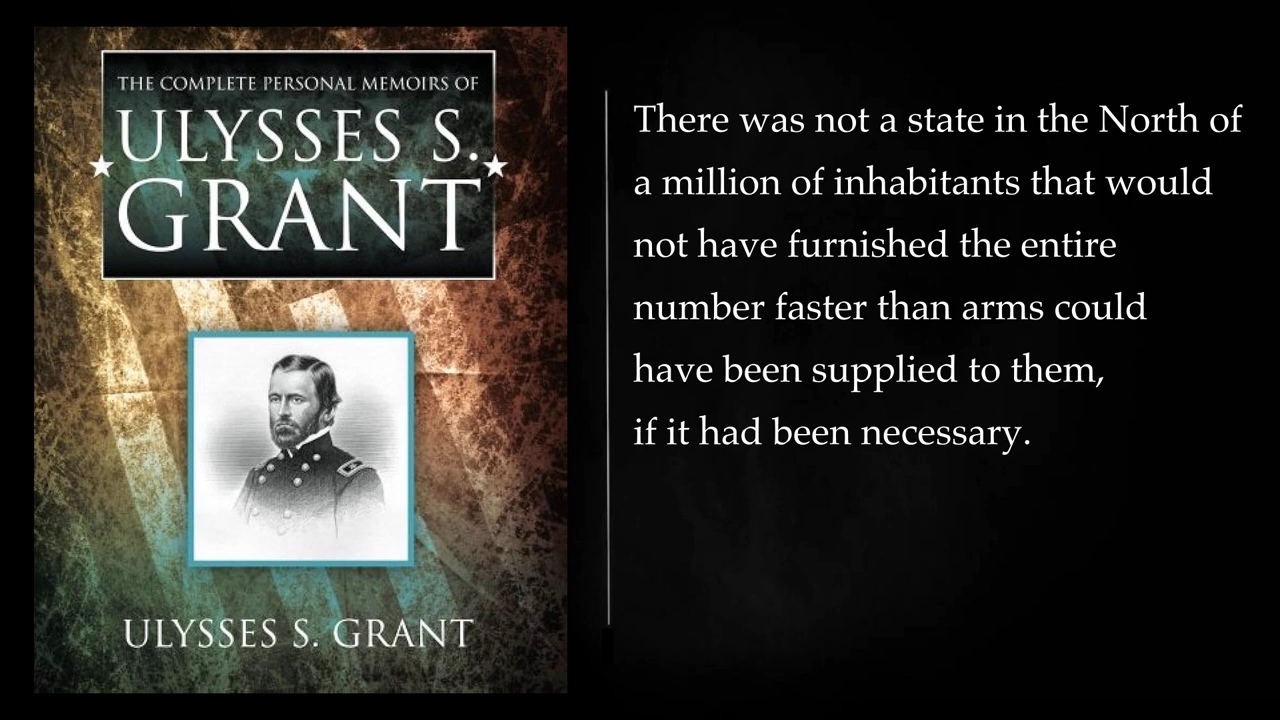 THE COMPLETE PERSONAL MEMOIRS OF
ULYSSES S.
GRANT
ULYSSES S. GRANT
There was not a state in the North of
a million of inhabitants that would
not have furnished the entire
number faster than arms could
have been supplied to them,
if it had been necessary.